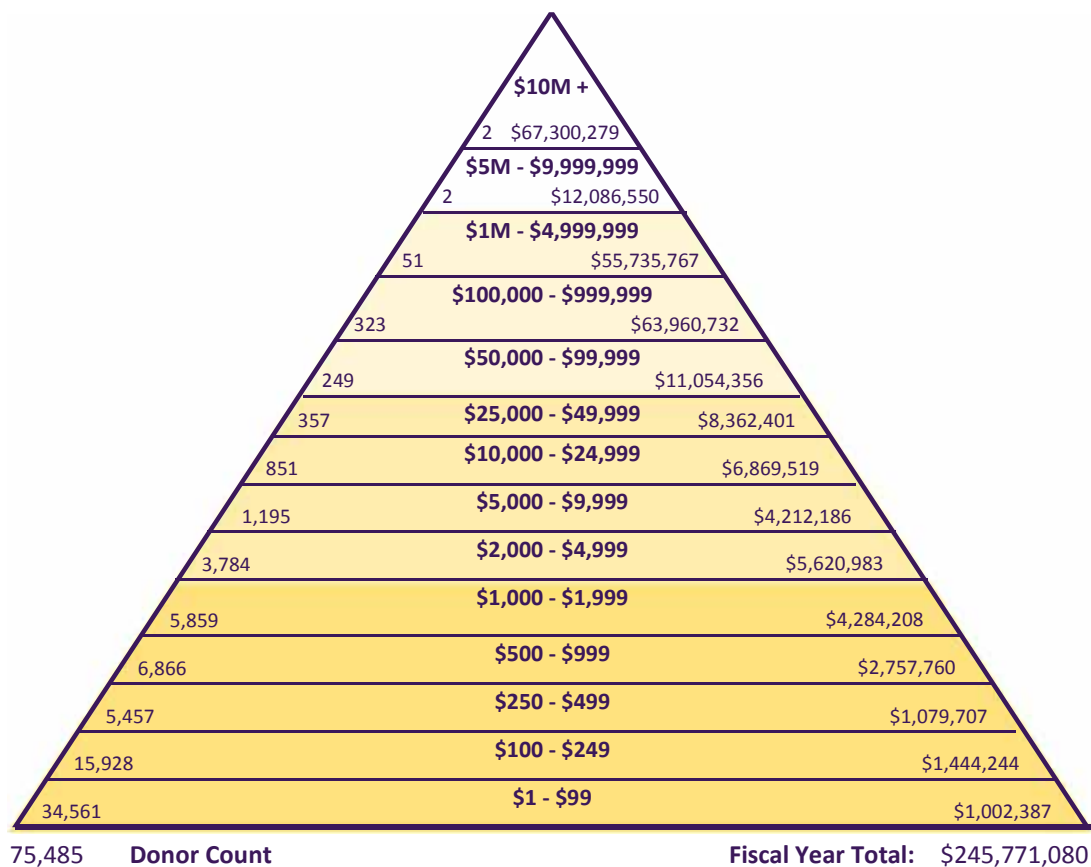 $10M +
2 $67,300,279
$5M - $9,999,999
2 $12,086,550
$1M - $4,999,999
51 $55,735,767
$100,000 - $999,999
323 $63,960,732
$50,000 - $99,999
249 $11,054,356
$25,000 - $49,999
357 $8,362,401
$10,000 - $24,999
851 $6,869,519
$5,000 - $9,999
1,195 $4,212,186
$2,000 - $4,999
3,784 $5,620,983
$1,000 - $1,999
5,859 $4,284,208
$500 - $999
6,866 $2,757,760
$250 - $499
5,457 $1,079,707
$100 - $249
15,928 $1,444,244
$1 - $99
34,561 $1,002,387
75,485 Donor Count Fiscal Year Total: $245,771,080